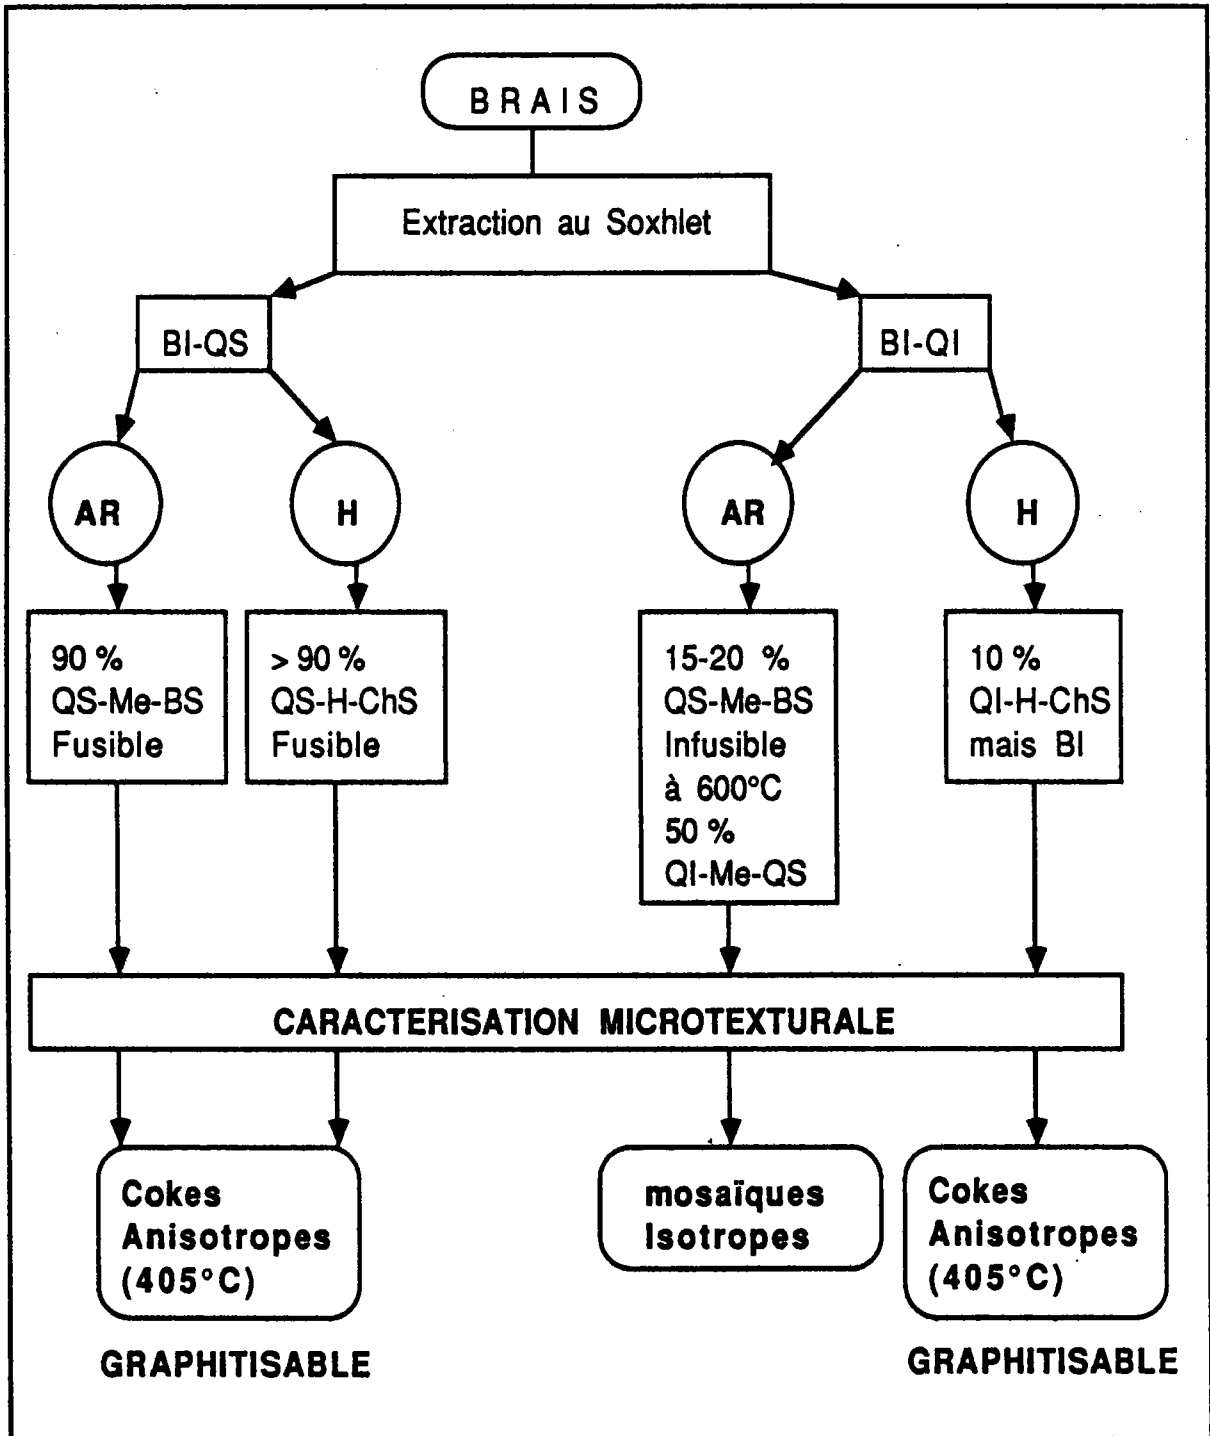 BRAIS
Extraction au Soxhlet
BI-QS
BI-QI
AR
H
AR
H
90 %
QS-Me-BS
Fusible
> 90 %
QS-H-ChS
Fusible
15-20 %
QS-Me-BS
Infusible
à 600°C
50 %
QI-Me-QS
10 %
QI-H-ChS
mais BI
CARACTERISATION MICROTEXTURALE
Cokes
Anisotropes
(405°C)
mosaïques
Isotropes
Cokes
Anisotropes
(405°C)
GRAPHITISABLE
GRAPHITISABLE